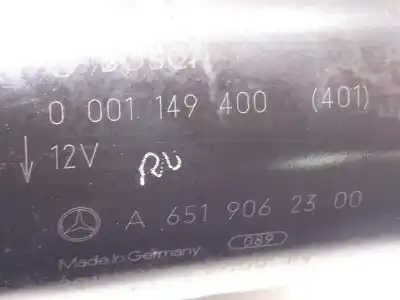 BOSCH
0 001 149 400 (401)
12V
RU
A 651 906 23 00
Made in Germany 089